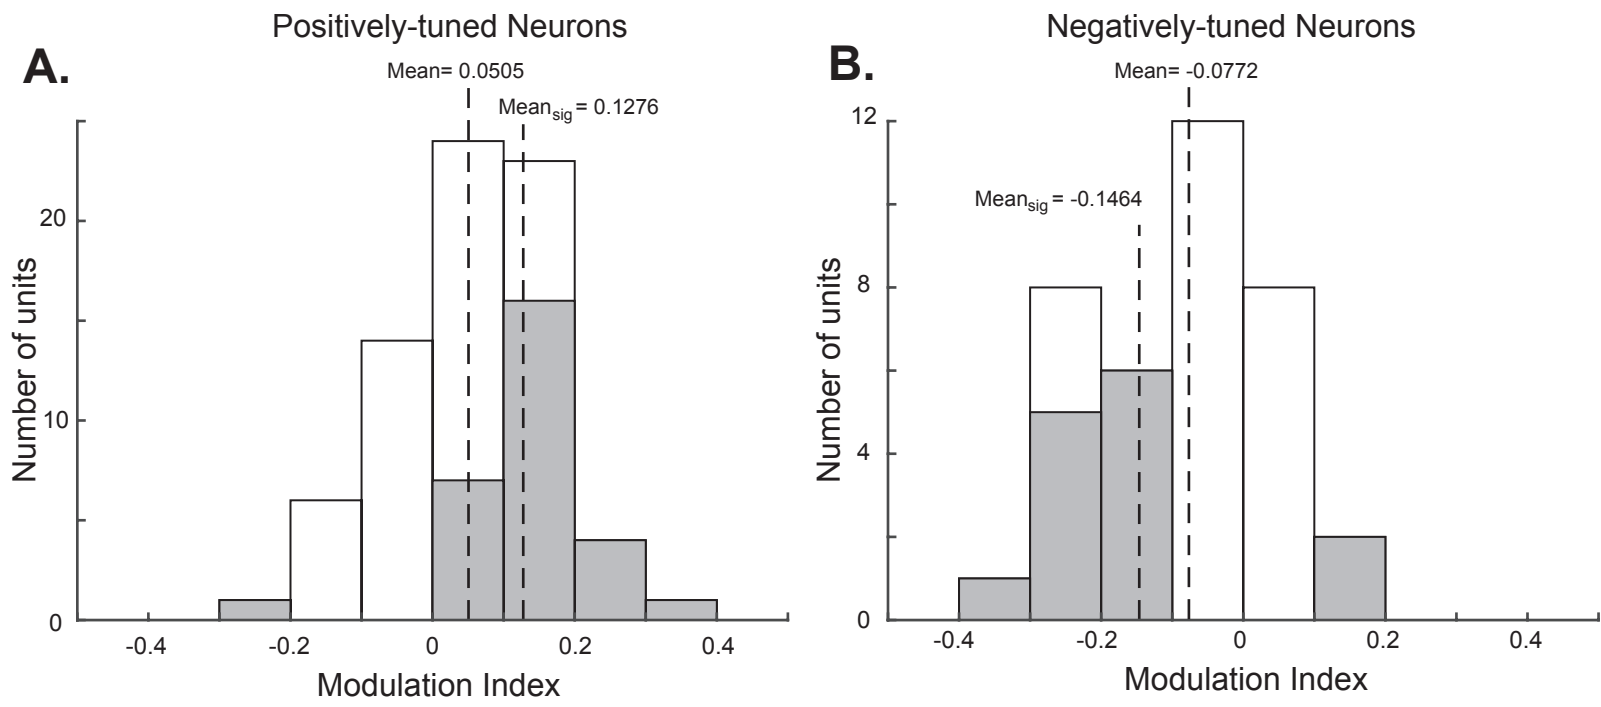 Positively-tuned Neurons
A.
Mean= 0.0505
Meansig = 0.1276
20
10
0
Number of units
-0.4 -0.2 0 0.2 0.4
Modulation Index
Negatively-tuned Neurons
B.
Mean= -0.0772
Meansig = -0.1464
12
8
4
0
Number of units
-0.4 -0.2 0 0.2 0.4
Modulation Index